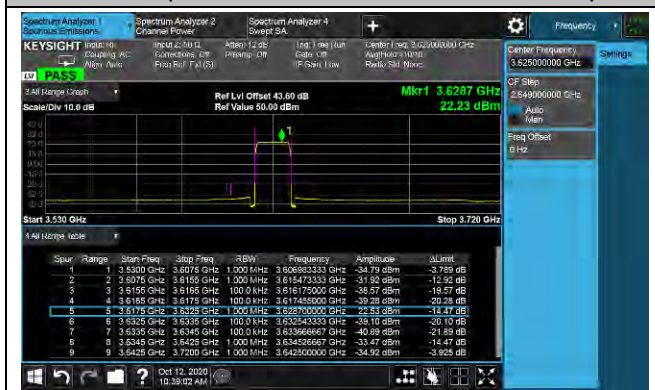 Spectrum Analyzer 1
Spurious Emissions
Spectrum Analyzer 2
Channel Power
Spectrum Analyzer 4
Swept SA
+
Frequency
KEYSIGHT Input: RF
Coupling: AC
Align: Auto
Input Z: 50 Ω
Corrections: Off
Freq Ref: Ext (S)
Atten: 12 dB
Preamp: Off
Trig: Free Run
Gate: Off
IF Gain: Low
Center Freq: 3.625000000 GHz
Avg|Hold: 10/10
Radio Std: None
PASS
Center Frequency
3.625000000 GHz
Settings
CF Step
2.549000000 GHz
Auto
Man
Freq Offset
0 Hz
3 All Range Graph
Scale/Div 10.0 dB
Ref Lvl Offset 43.60 dB
Ref Value 50.00 dBm
Mkr1 3.6287 GHz
22.23 dBm
1
Start 3.530 GHz
Stop 3.720 GHz
4 All Range Table
Spur Range Start Freq Stop Freq RBW Frequency Amplitude ΔLimit
1 1 3.5300 GHz 3.6075 GHz 1.000 MHz 3.606983333 GHz -34.79 dBm -3.789 dB
2 2 3.6075 GHz 3.6155 GHz 1.000 MHz 3.615473333 GHz -31.92 dBm -12.92 dB
3 3 3.6155 GHz 3.6165 GHz 100.0 kHz 3.616175000 GHz -38.57 dBm -19.57 dB
4 4 3.6165 GHz 3.6175 GHz 100.0 kHz 3.617455000 GHz -39.28 dBm -20.28 dB
5 5 3.6175 GHz 3.6325 GHz 1.000 MHz 3.628700000 GHz 22.53 dBm -14.47 dB
6 6 3.6325 GHz 3.6335 GHz 100.0 kHz 3.632543333 GHz -39.10 dBm -20.10 dB
7 7 3.6335 GHz 3.6345 GHz 100.0 kHz 3.633666667 GHz -40.89 dBm -21.89 dB
8 8 3.6345 GHz 3.6425 GHz 1.000 MHz 3.634526667 GHz -33.47 dBm -14.47 dB
9 9 3.6425 GHz 3.7200 GHz 1.000 MHz 3.642500000 GHz -34.92 dBm -3.925 dB
Oct 12, 2020
10:39:02 AM